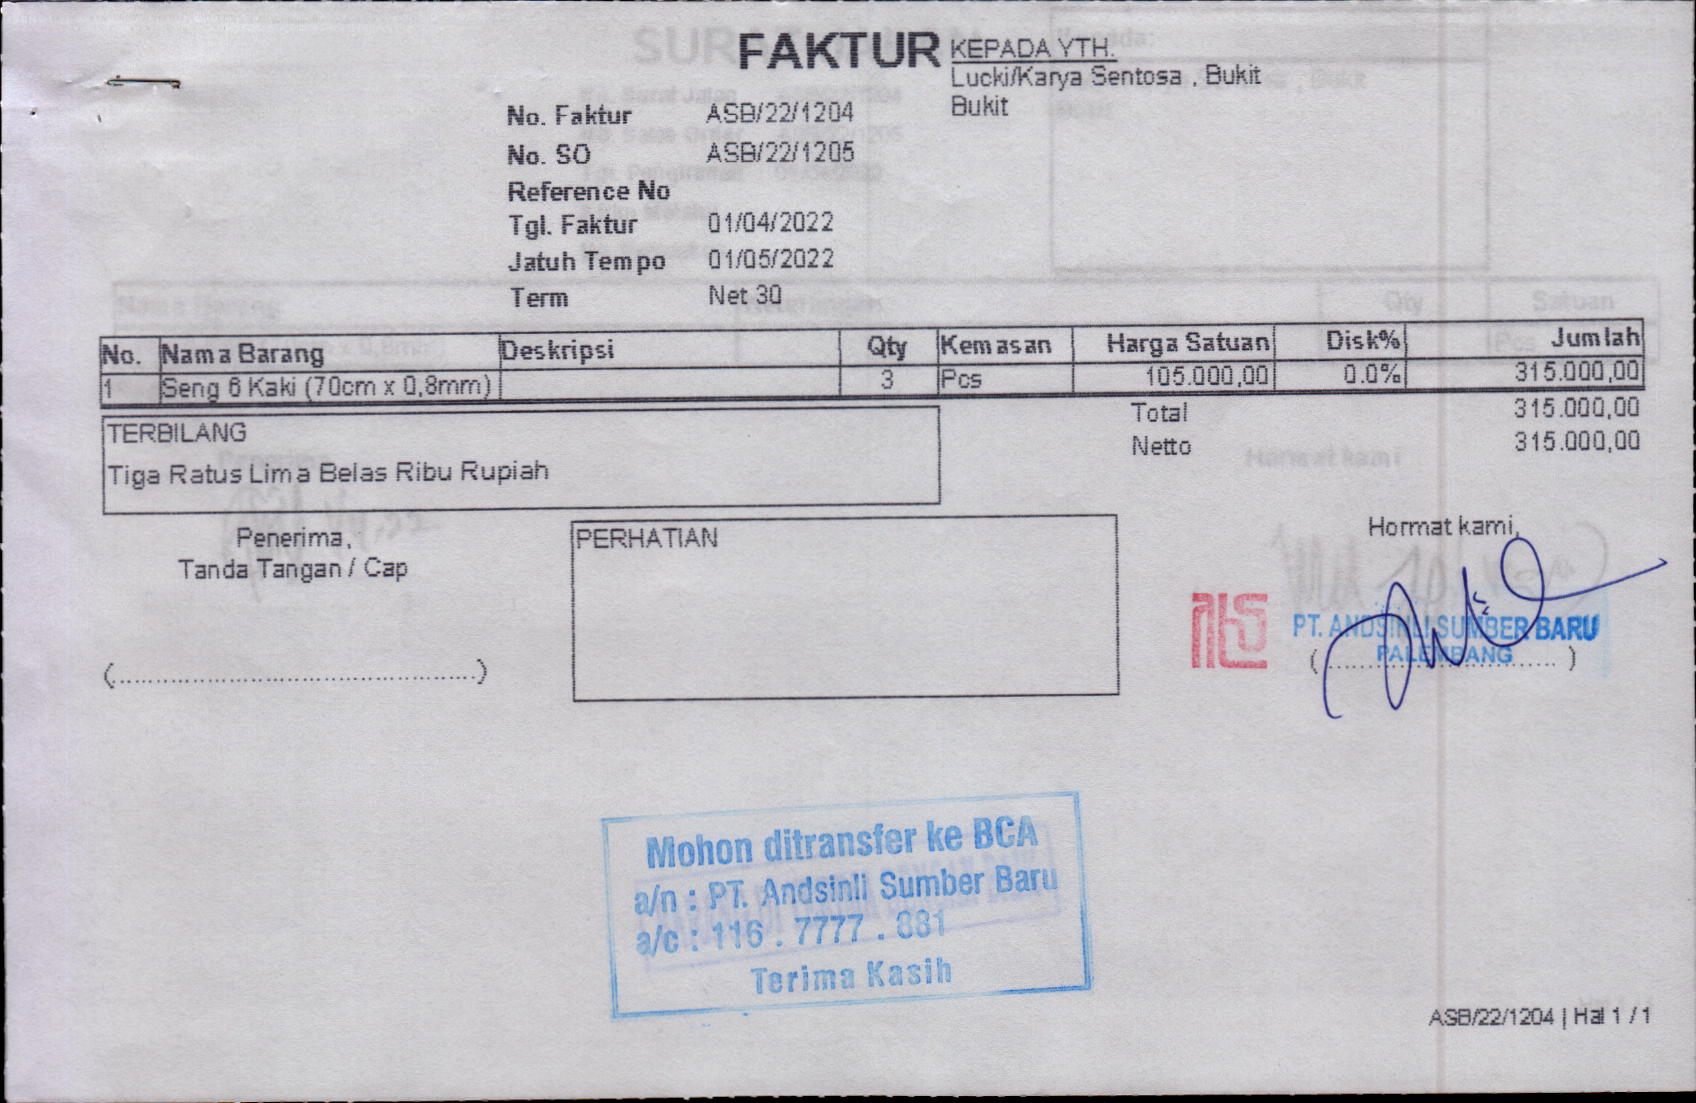 FAKTUR
KEPADA YTH.
Lucki/Karya Sentosa , Bukit
Bukit
No. Faktur ASB/22/1204
No. SO ASB/22/1205
Reference No
Tgl. Faktur 01/04/2022
Jatuh Tempo 01/05/2022
Term Net 30
No. Nama Barang Deskripsi Qty Kemasan Harga Satuan Disk% Jumlah
1 Seng 6 Kaki (70cm x 0,8mm) 3 Pcs 105.000,00 0.0% 315.000,00
Total 315.000,00
Netto 315.000,00
TERBILANG
Tiga Ratus Lima Belas Ribu Rupiah
Penerima,
Tanda Tangan / Cap
(...............................................)
PERHATIAN
Hormat kami,
PT. ANDSINLI SUMBER BARU
PALEMBANG
(...............................)
Mohon ditransfer ke BCA
a/n : PT. Andsinli Sumber Baru
a/c : 116 . 7777 . 881
Terima Kasih
ASB/22/1204 | Hal 1 / 1